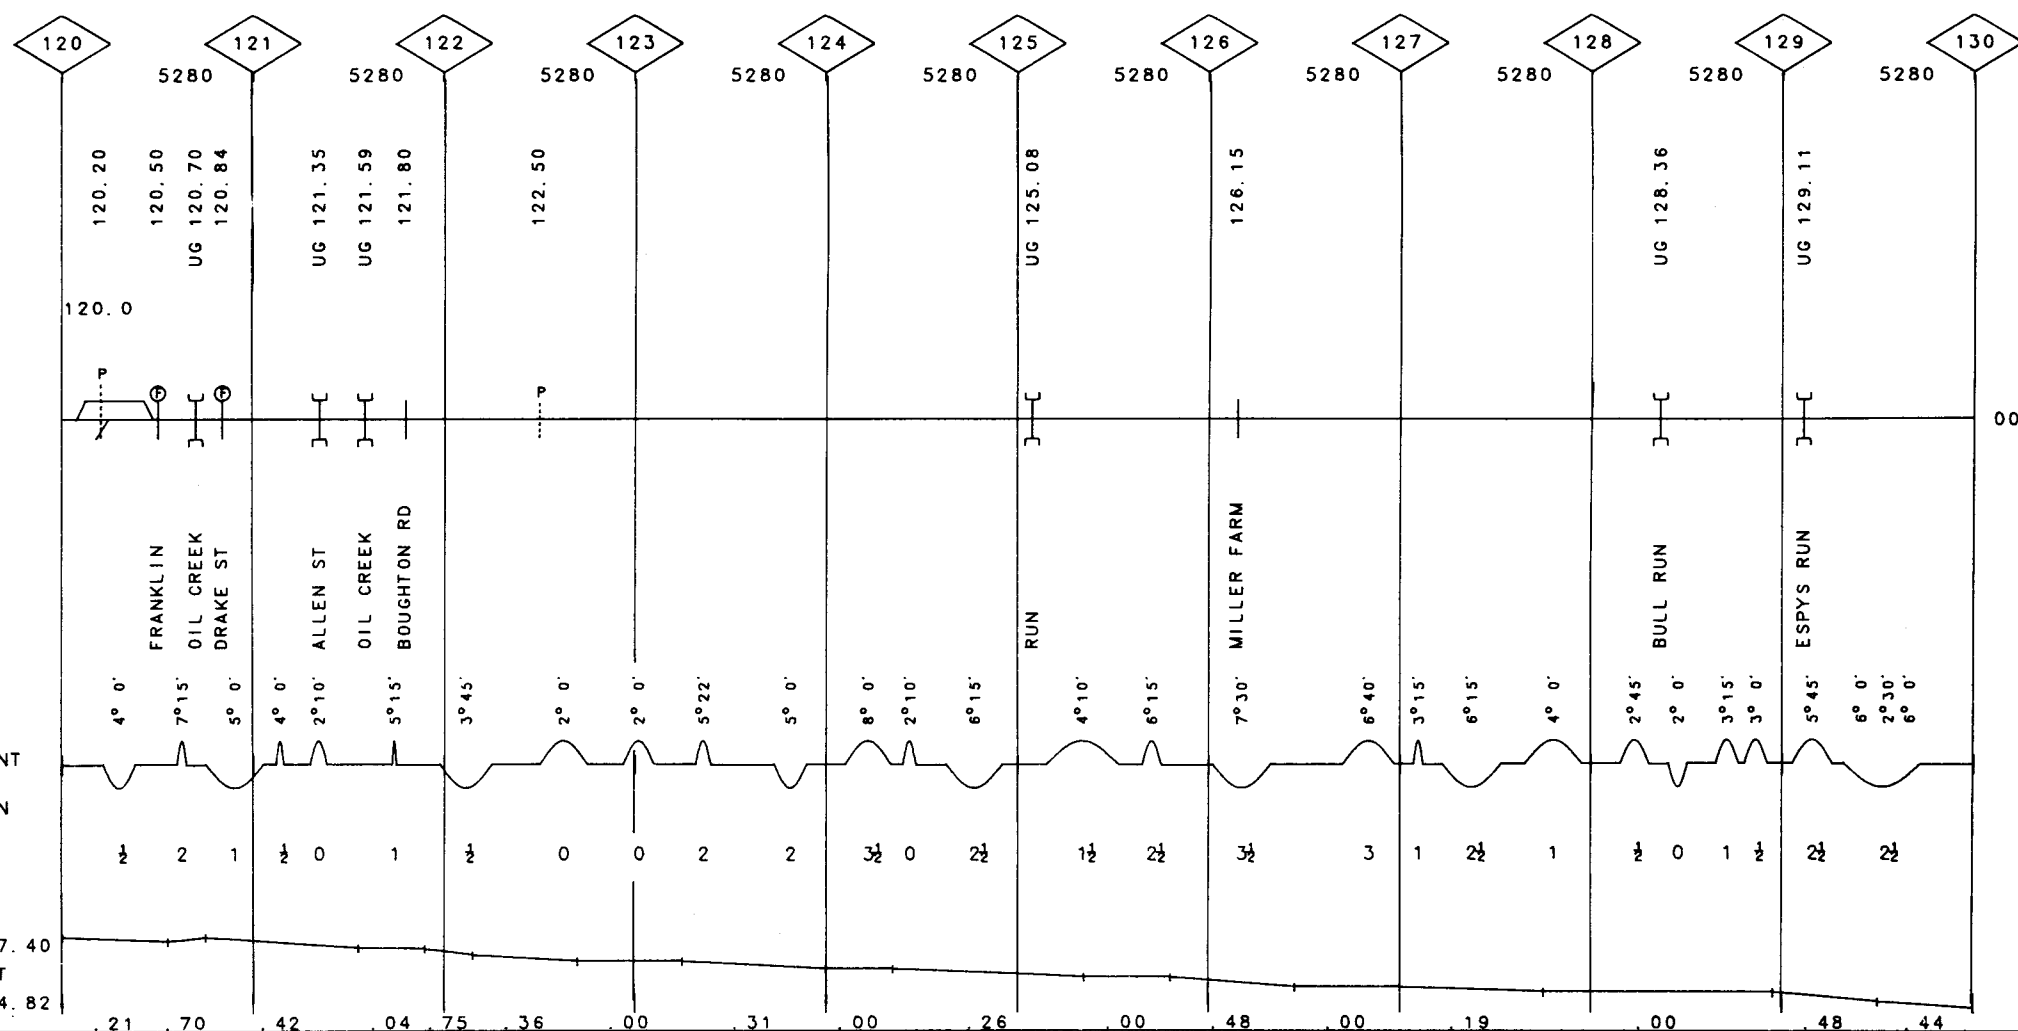 120 121 122 123 124 125 126 127 128 129 130
5280 5280 5280 5280 5280 5280 5280 5280 5280 5280
120.20
120.50
UG 120.70
120.84
UG 121.35
UG 121.59
121.80
122.50
UG 125.08
126.15
UG 128.36
UG 129.11
120.0
P
F
F
P
00
FRANKLIN
OIL CREEK
DRAKE ST
ALLEN ST
OIL CREEK
BOUGHTON RD
RUN
MILLER FARM
BULL RUN
ESPYS RUN
4° 0' 7°15' 5° 0' 4° 0' 2°10' 5°15' 3°45' 2° 0' 2° 0' 5°22' 5° 0' 8° 0' 2°10' 6°15' 4°10' 6°15' 7°30' 6°40' 3°15' 6°15' 4° 0' 2°45' 2° 0' 3°15' 3° 0' 5°45' 6° 0' 2°30' 6° 0'
NT
N
½ 2 1 ½ 0 1 ½ 0 0 2 2 3½ 0 2½ 1½ 2½ 3½ 3 1 2½ 1 ½ 0 1 ½ 2½ 2½
7.40
T
4.82
.21 .70 .42 .04 .75 .36 .00 .31 .00 .26 .00 .48 .00 .19 .00 .48 .44